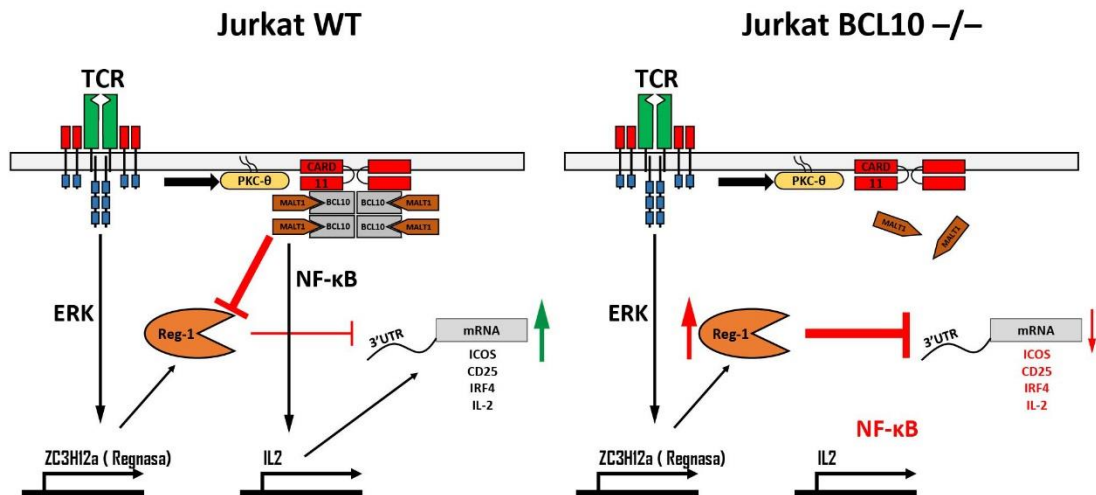 Jurkat WT
TCR
CARD
11
PKC-θ
MALT1
BCL10
BCL10
MALT1
MALT1
BCL10
BCL10
MALT1
NF-κB
ERK
Reg-1
3'UTR
mRNA
ICOS
CD25
IRF4
IL-2
ZC3H12a ( Regnasa)
IL2
Jurkat BCL10 –/–
TCR
CARD
11
PKC-θ
MALT1
MALT1
ERK
Reg-1
3'UTR
mRNA
ICOS
CD25
IRF4
IL-2
NF-κB
ZC3H12a ( Regnasa)
IL2